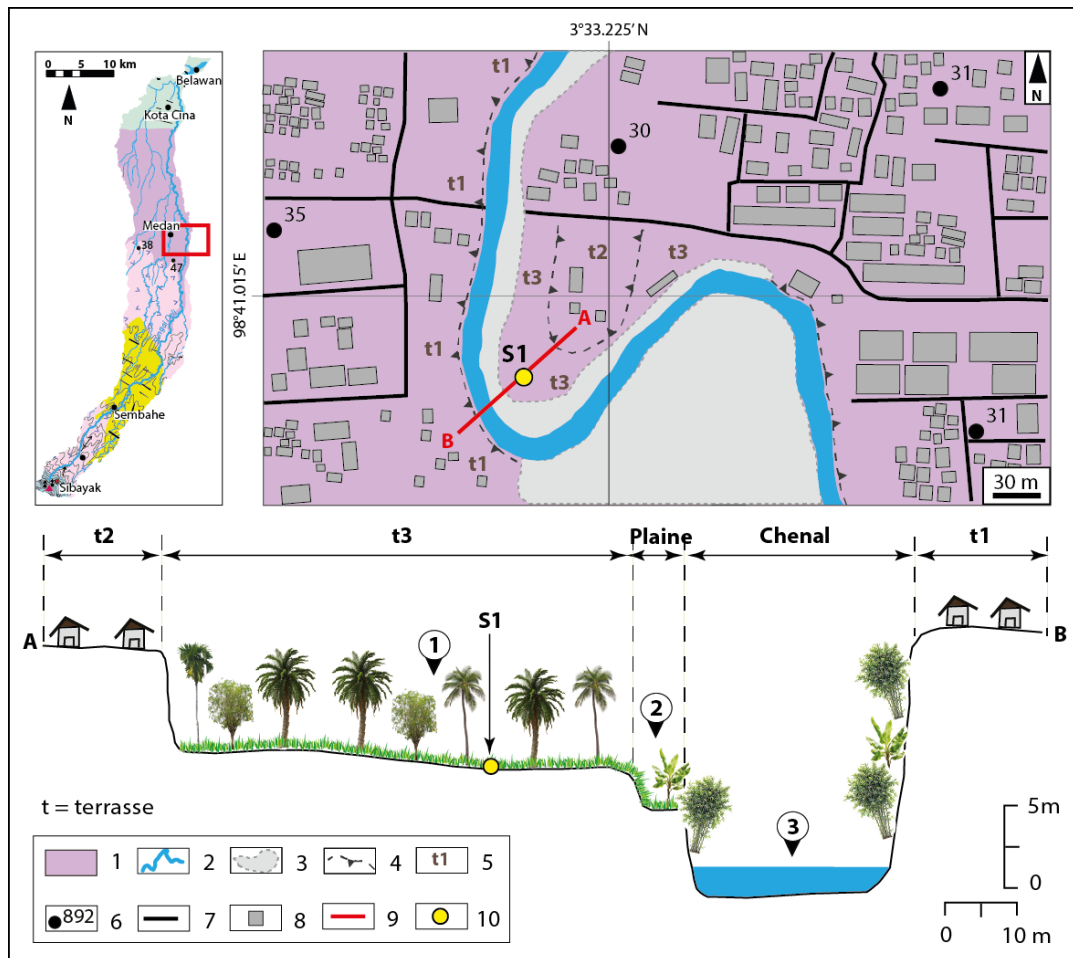 3°33.225' N
0 5 10 km
N
Belawan
Kota Cina
Medan
38
47
Sembahe
Sibayak
98°41.015' E
N
t1
31
30
t1
35
t2
t3
t3
A
t1
S1
t3
B
31
t1
30 m
t2
t3
Plaine
Chenal
t1
A
S1
B
1
2
3
t = terrasse
5m
0
0 10 m
1 2 3 4 t1 5
892 6 7 8 9 10